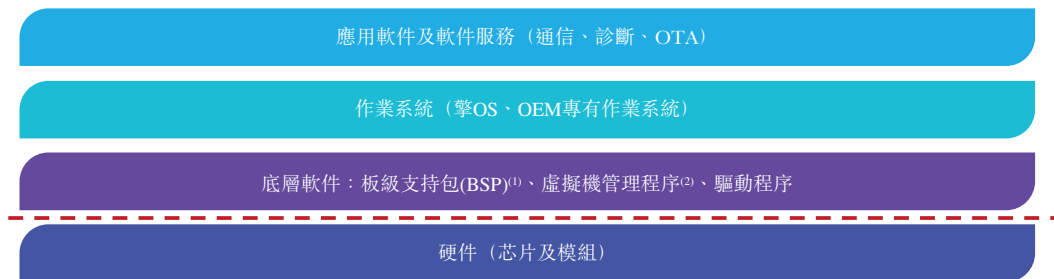 應用軟件及軟件服務（通信、診斷、OTA）
作業系統（擎OS、OEM專有作業系統）
底層軟件：板級支持包(BSP)⁽¹⁾、虛擬機管理程序⁽²⁾、驅動程序
硬件（芯片及模組）